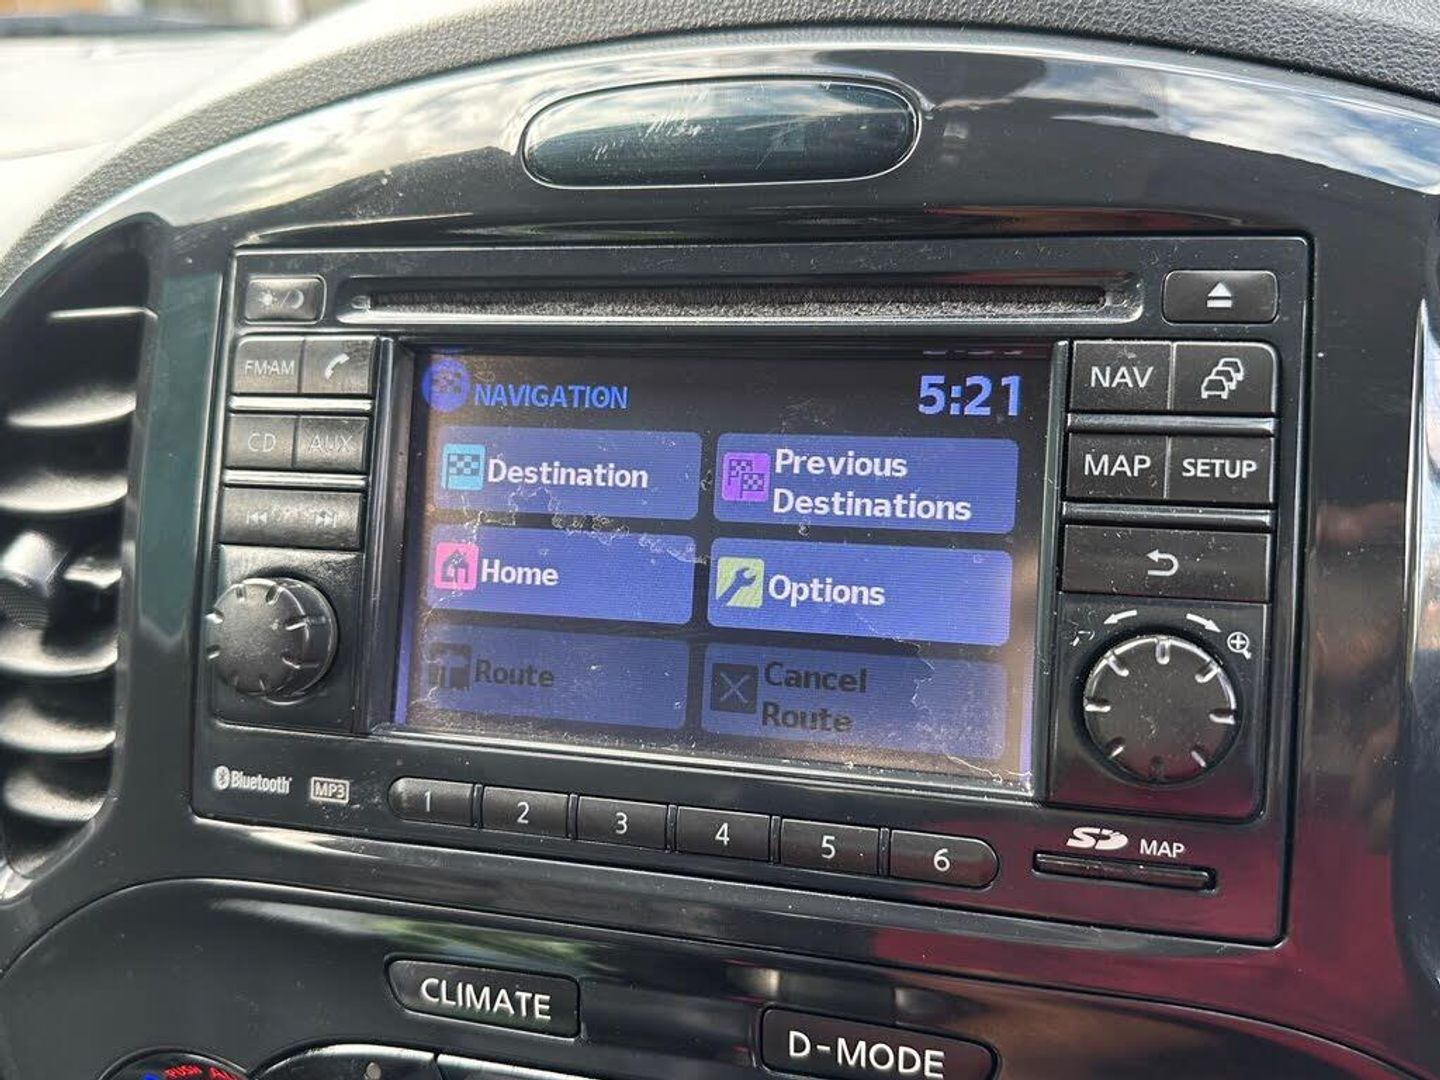 FM·AM
CD AUX
NAVIGATION 5:21
Destination
Previous
Destinations
Home
Options
Route
Cancel
Route
NAV
MAP SETUP
Bluetooth MP3
1 2 3 4 5 6
SD MAP
CLIMATE
D-MODE
PUSH